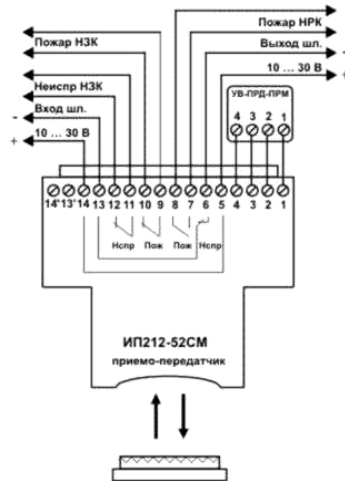 Пожар НРК
Пожар НЗК
Выход шл.
-
Неиспр НЗК
10 ... 30 В
+
Вход шл.
-
УВ-ПРД-ПРМ
10 ... 30 В
+
4 3 2 1
14' 13' 14 13 12 11 10 9 8 7 6 5 4 3 2 1
Нспр Пож Пож Нспр
ИП212-52СМ
приемо-передатчик